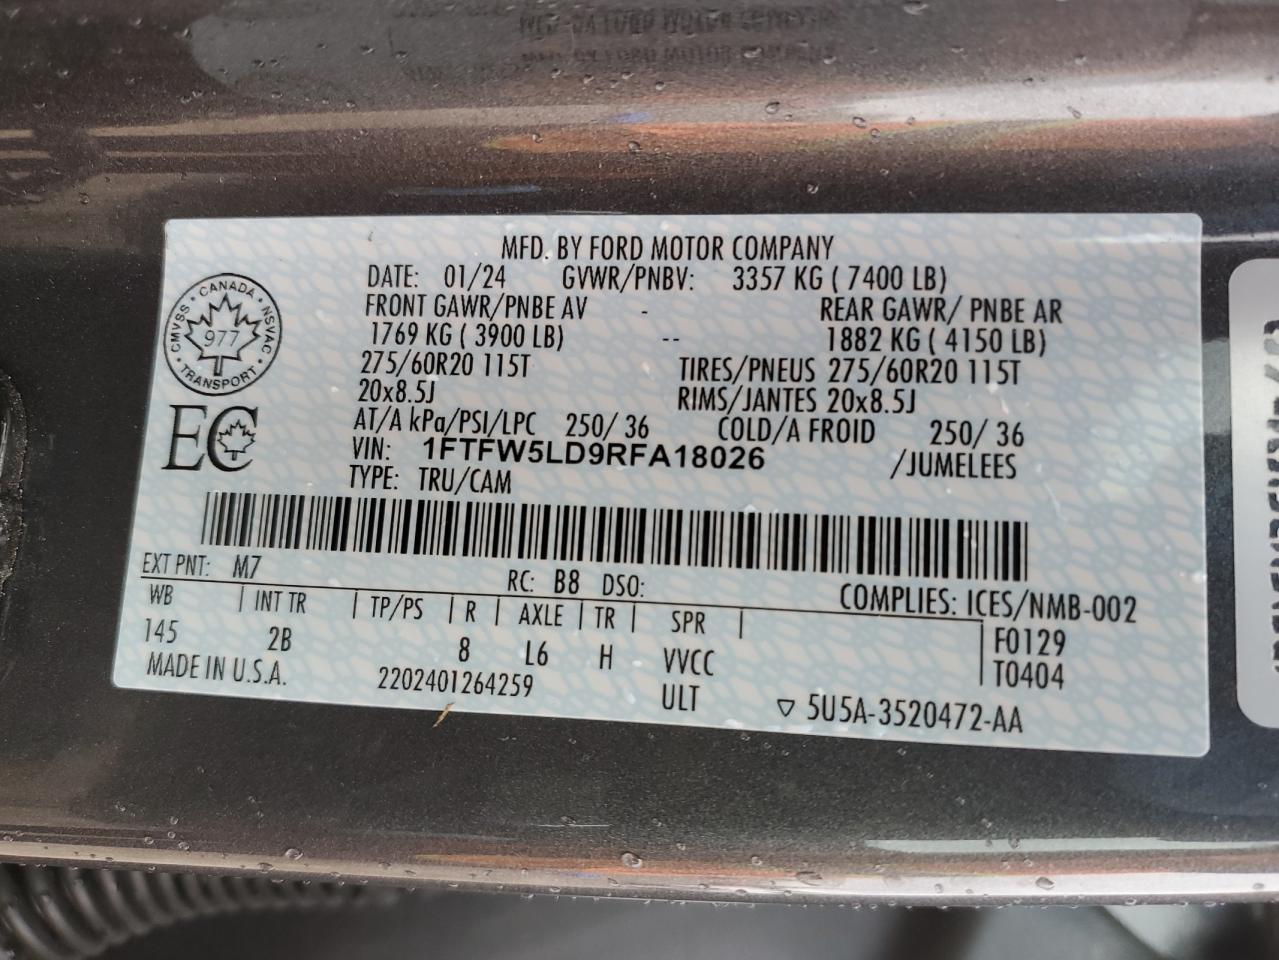 MFD. BY FORD MOTOR COMPANY
DATE: 01/24 GVWR/PNBV: 3357 KG ( 7400 LB)
FRONT GAWR/PNBE AV - REAR GAWR/ PNBE AR
1769 KG ( 3900 LB) -- 1882 KG ( 4150 LB)
275/60R20 115T TIRES/PNEUS 275/60R20 115T
20x8.5J RIMS/JANTES 20x8.5J
AT/A kPa/PSI/LPC 250/ 36 COLD/A FROID 250/ 36
VIN: 1FTFW5LD9RFA18026 /JUMELEES
TYPE: TRU/CAM
CANADA
CMVSS NSVAC
977
TRANSPORT
EC
EXT PNT: M7 RC: B8 DSO: COMPLIES: ICES/NMB-002
WB | INT TR | TP/PS | R | AXLE | TR | SPR | F0129
145 2B 8 L6 H VVCC T0404
MADE IN U.S.A. 2202401264259 ULT ▽ 5U5A-3520472-AA